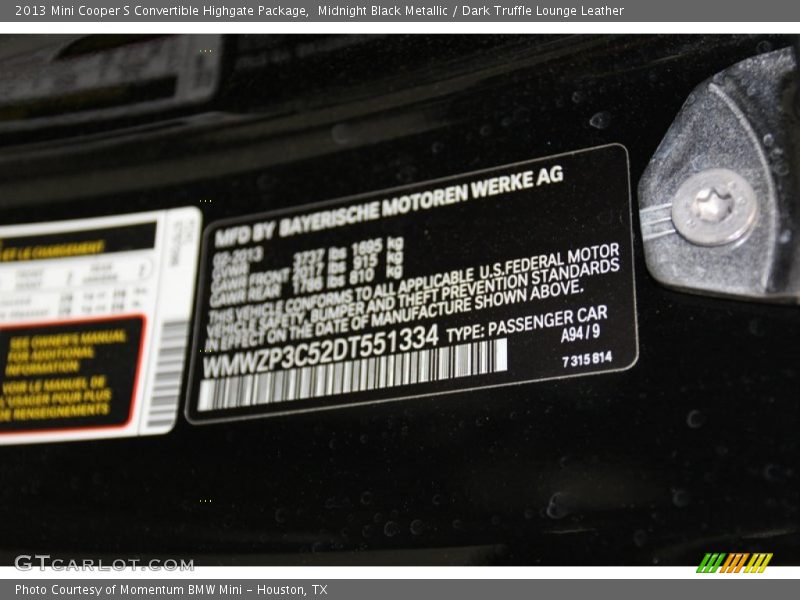 2013 Mini Cooper S Convertible Highgate Package,  Midnight Black Metallic / Dark Truffle Lounge Leather
ET LE CHARGEMENT
SEE OWNER'S MANUAL
FOR ADDITIONAL
INFORMATION
VOIR LE MANUEL DE
L'USAGER POUR PLUS
DE RENSEIGNEMENTS
MFD BY BAYERISCHE MOTOREN WERKE AG
05-2013
GVWR 3737 lbs 1695 kg
GAWR FRONT 2017 lbs 915 kg
GAWR REAR 1786 lbs 810 kg
THIS VEHICLE CONFORMS TO ALL APPLICABLE U.S.FEDERAL MOTOR
VEHICLE SAFETY, BUMPER AND THEFT PREVENTION STANDARDS
IN EFFECT ON THE DATE OF MANUFACTURE SHOWN ABOVE.
WMWZP3C52DT551334 TYPE: PASSENGER CAR
A94/9
7 315 814
GTCARLOT.COM
Photo Courtesy of Momentum BMW Mini - Houston, TX